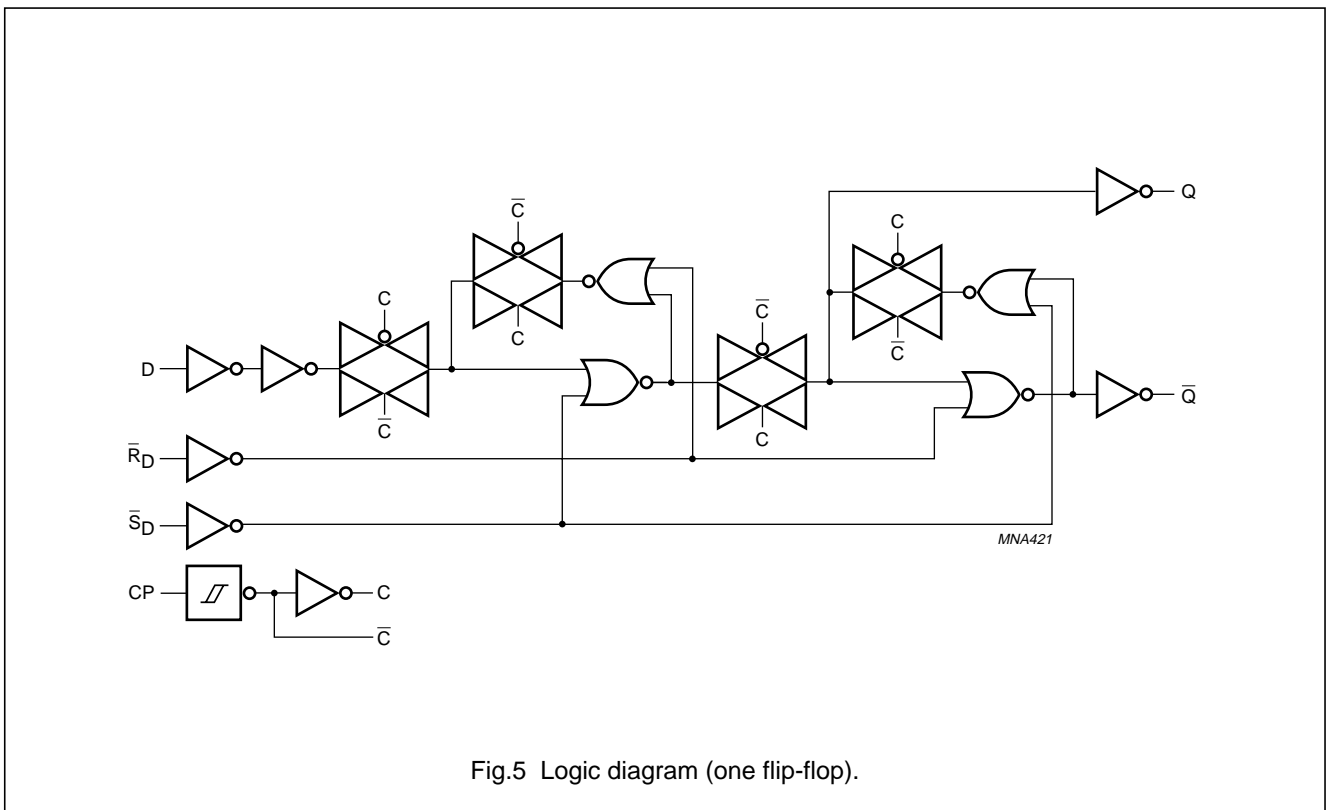 Q
C̅
C
C
C̅
C
C
C̅
D
C̅
C
Q̅
R̅D
S̅D
MNA421
CP
C
C̅
Fig.5 Logic diagram (one flip-flop).